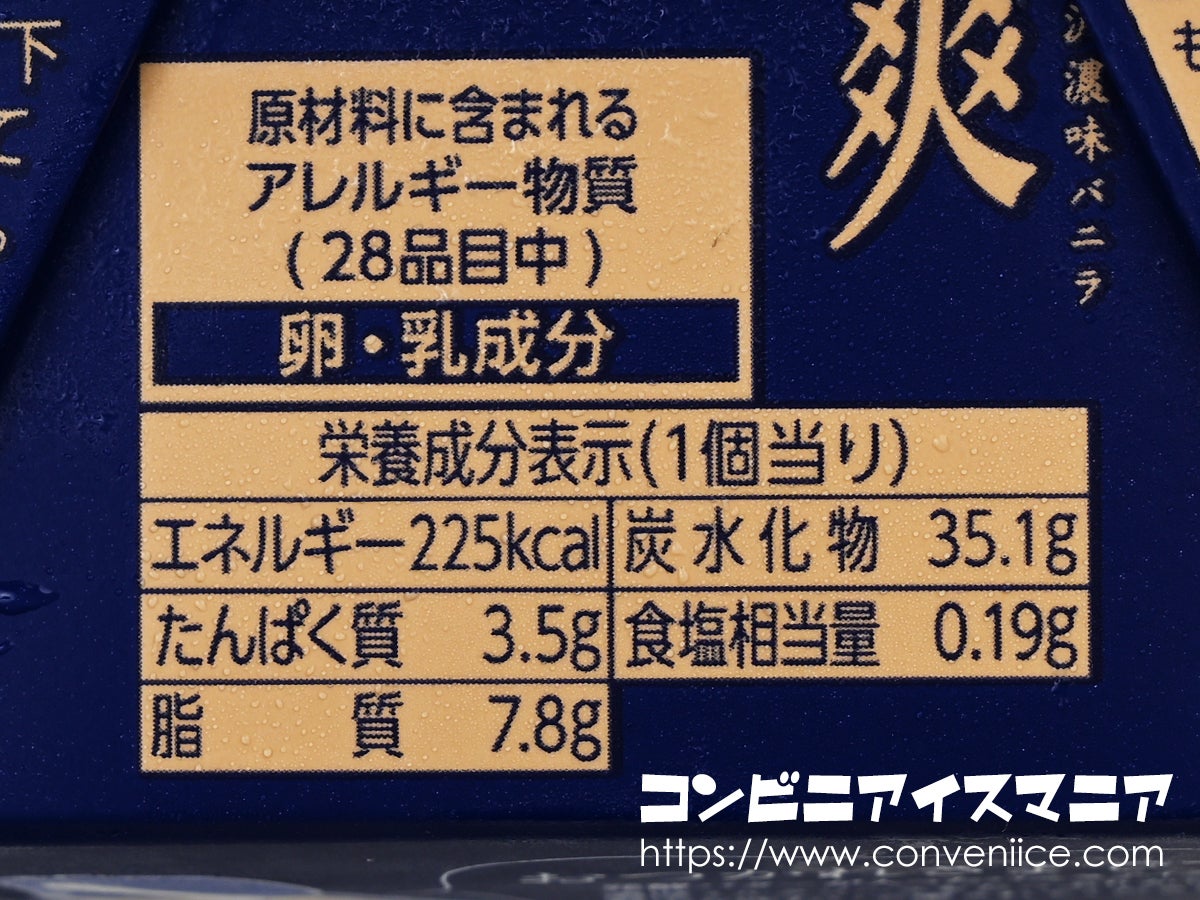 爽
濃味バニラ
原材料に含まれる
アレルギー物質
(28品目中)
卵・乳成分
栄養成分表示(1個当り)
エネルギー225kcal
炭水化物 35.1g
たんぱく質 3.5g
食塩相当量 0.19g
脂質 7.8g
コンビニアイスマニア
https://www.conveniice.com